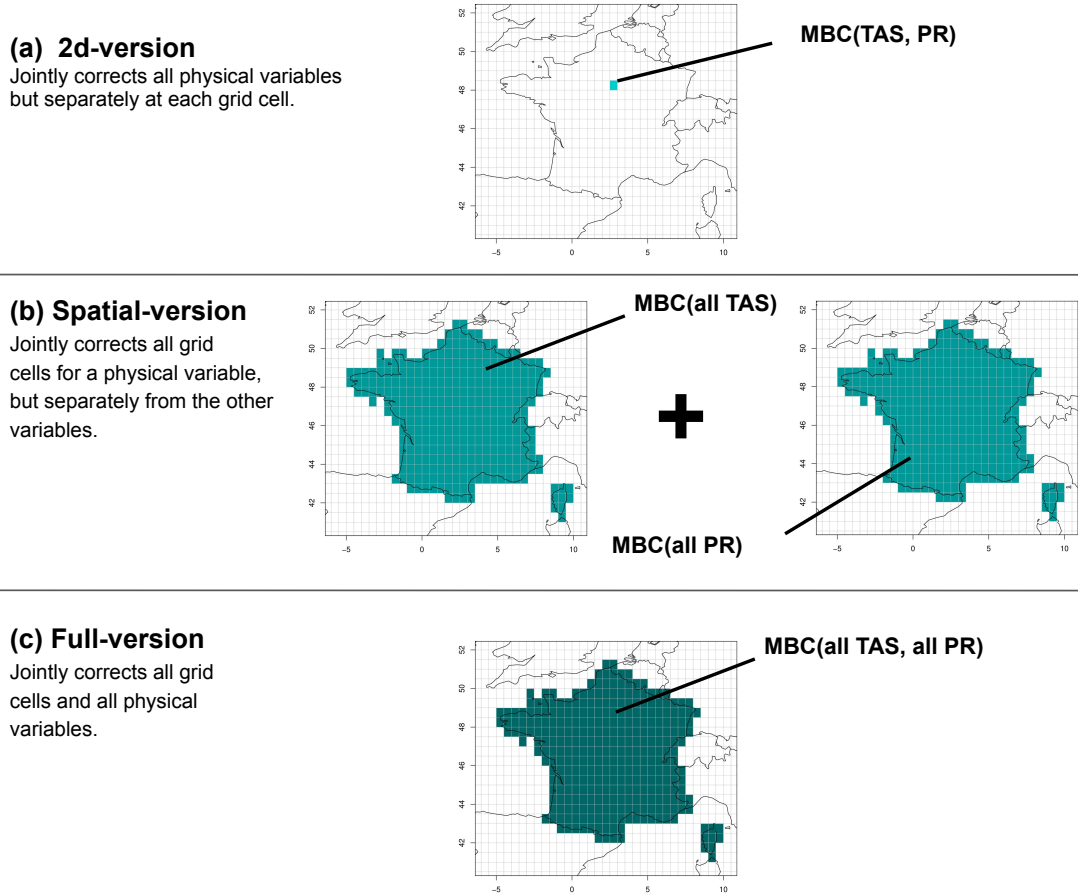 (a) 2d-version
Jointly corrects all physical variables
but separately at each grid cell.
MBC(TAS, PR)
52
50
48
46
44
42
−5
0
5
10
(b) Spatial-version
Jointly corrects all grid
cells for a physical variable,
but separately from the other
variables.
MBC(all TAS)
52
50
48
46
44
42
−5
0
5
10
+
MBC(all PR)
52
50
48
46
44
42
−5
0
5
10
(c) Full-version
Jointly corrects all grid
cells and all physical
variables.
MBC(all TAS, all PR)
52
50
48
46
44
42
−5
0
5
10